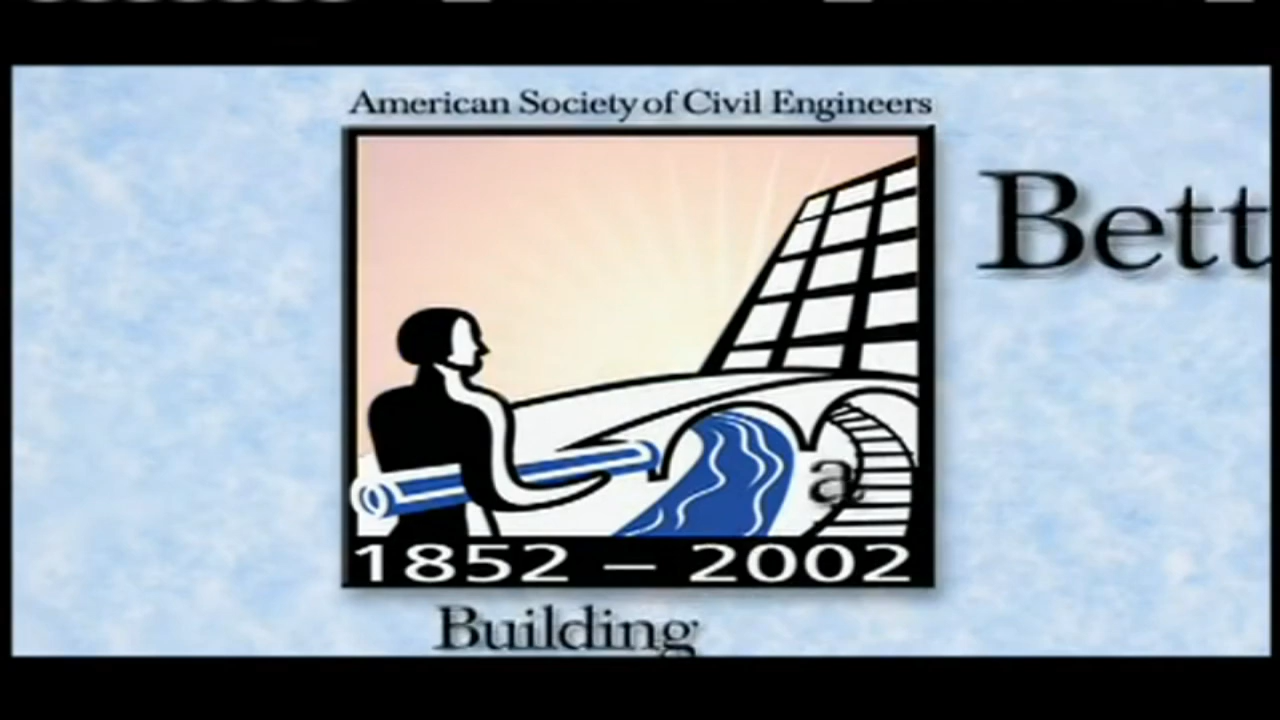 American Society of Civil Engineers
Bett
a
1852 – 2002
Building